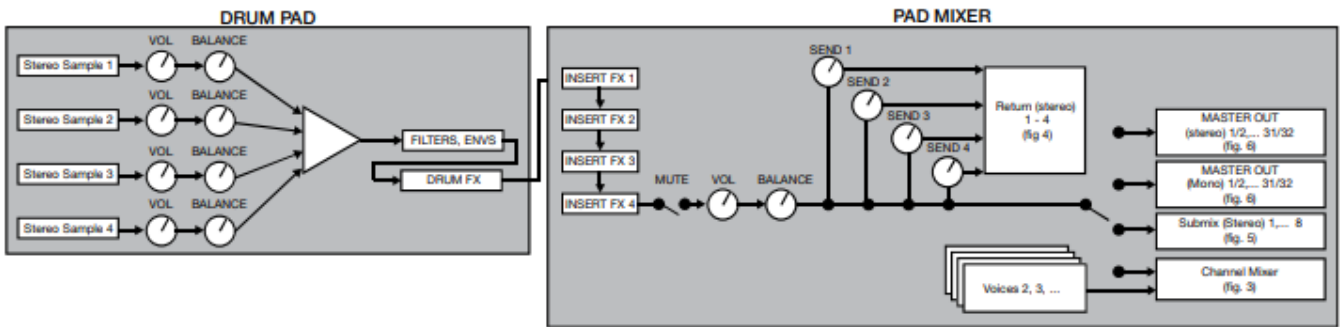 DRUM PAD
VOL
BALANCE
Stereo Sample 1
VOL
BALANCE
Stereo Sample 2
VOL
BALANCE
Stereo Sample 3
VOL
BALANCE
Stereo Sample 4
FILTERS, ENVS
DRUM FX
PAD MIXER
INSERT FX 1
INSERT FX 2
INSERT FX 3
INSERT FX 4
MUTE
VOL
BALANCE
SEND 1
SEND 2
SEND 3
SEND 4
Return (stereo)
1 - 4
(fig 4)
MASTER OUT
(stereo) 1/2,... 31/32
(fig. 6)
MASTER OUT
(Mono) 1/2,... 31/32
(fig. 6)
Submix (Stereo) 1,... 8
(fig. 5)
Voices 2, 3, ...
Channel Mixer
(fig. 3)